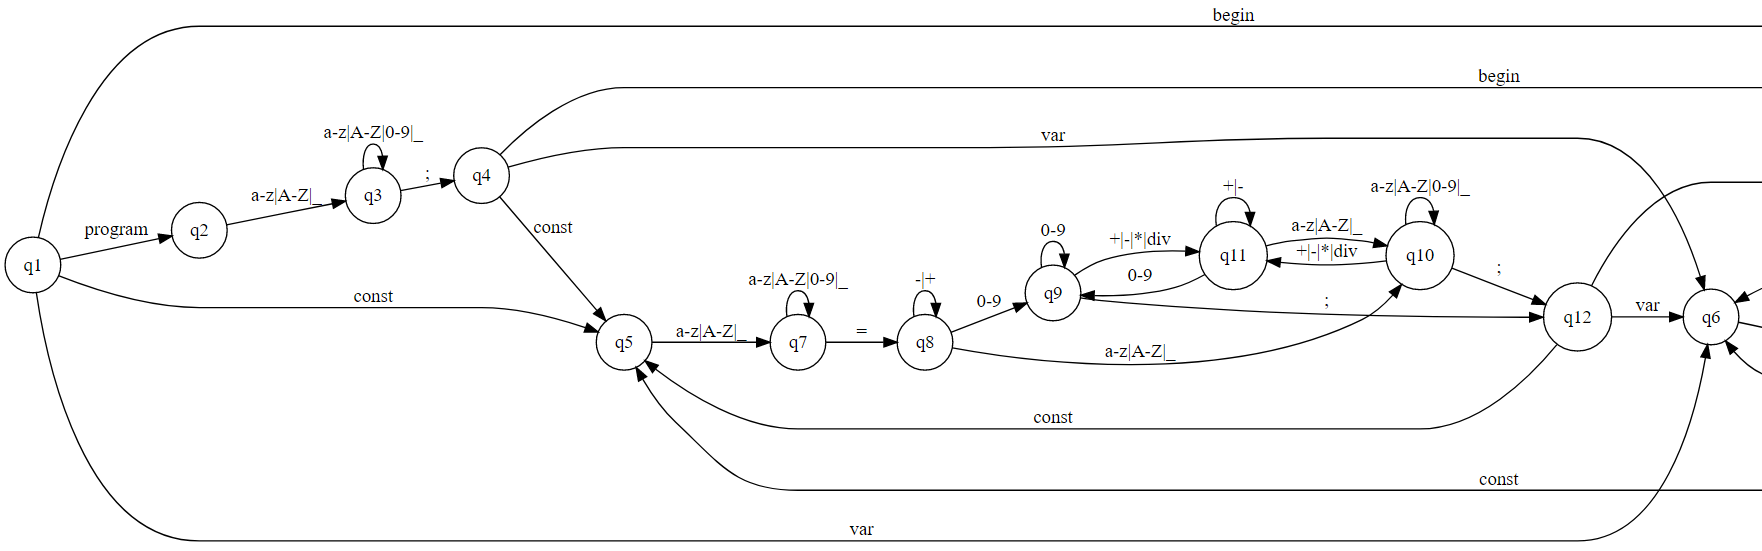 begin
begin
var
a-z|A-Z|0-9|_
;
q4
q3
a-z|A-Z|_
program
q2
q1
const
const
+|-
a-z|A-Z|0-9|_
0-9
+|-|*|div
a-z|A-Z|_
+|-|*|div
q11
q10
0-9
;
a-z|A-Z|0-9|_
-|+
0-9
q9
;
q12
var
q6
q5
a-z|A-Z|_
q7
=
q8
a-z|A-Z|_
const
const
var